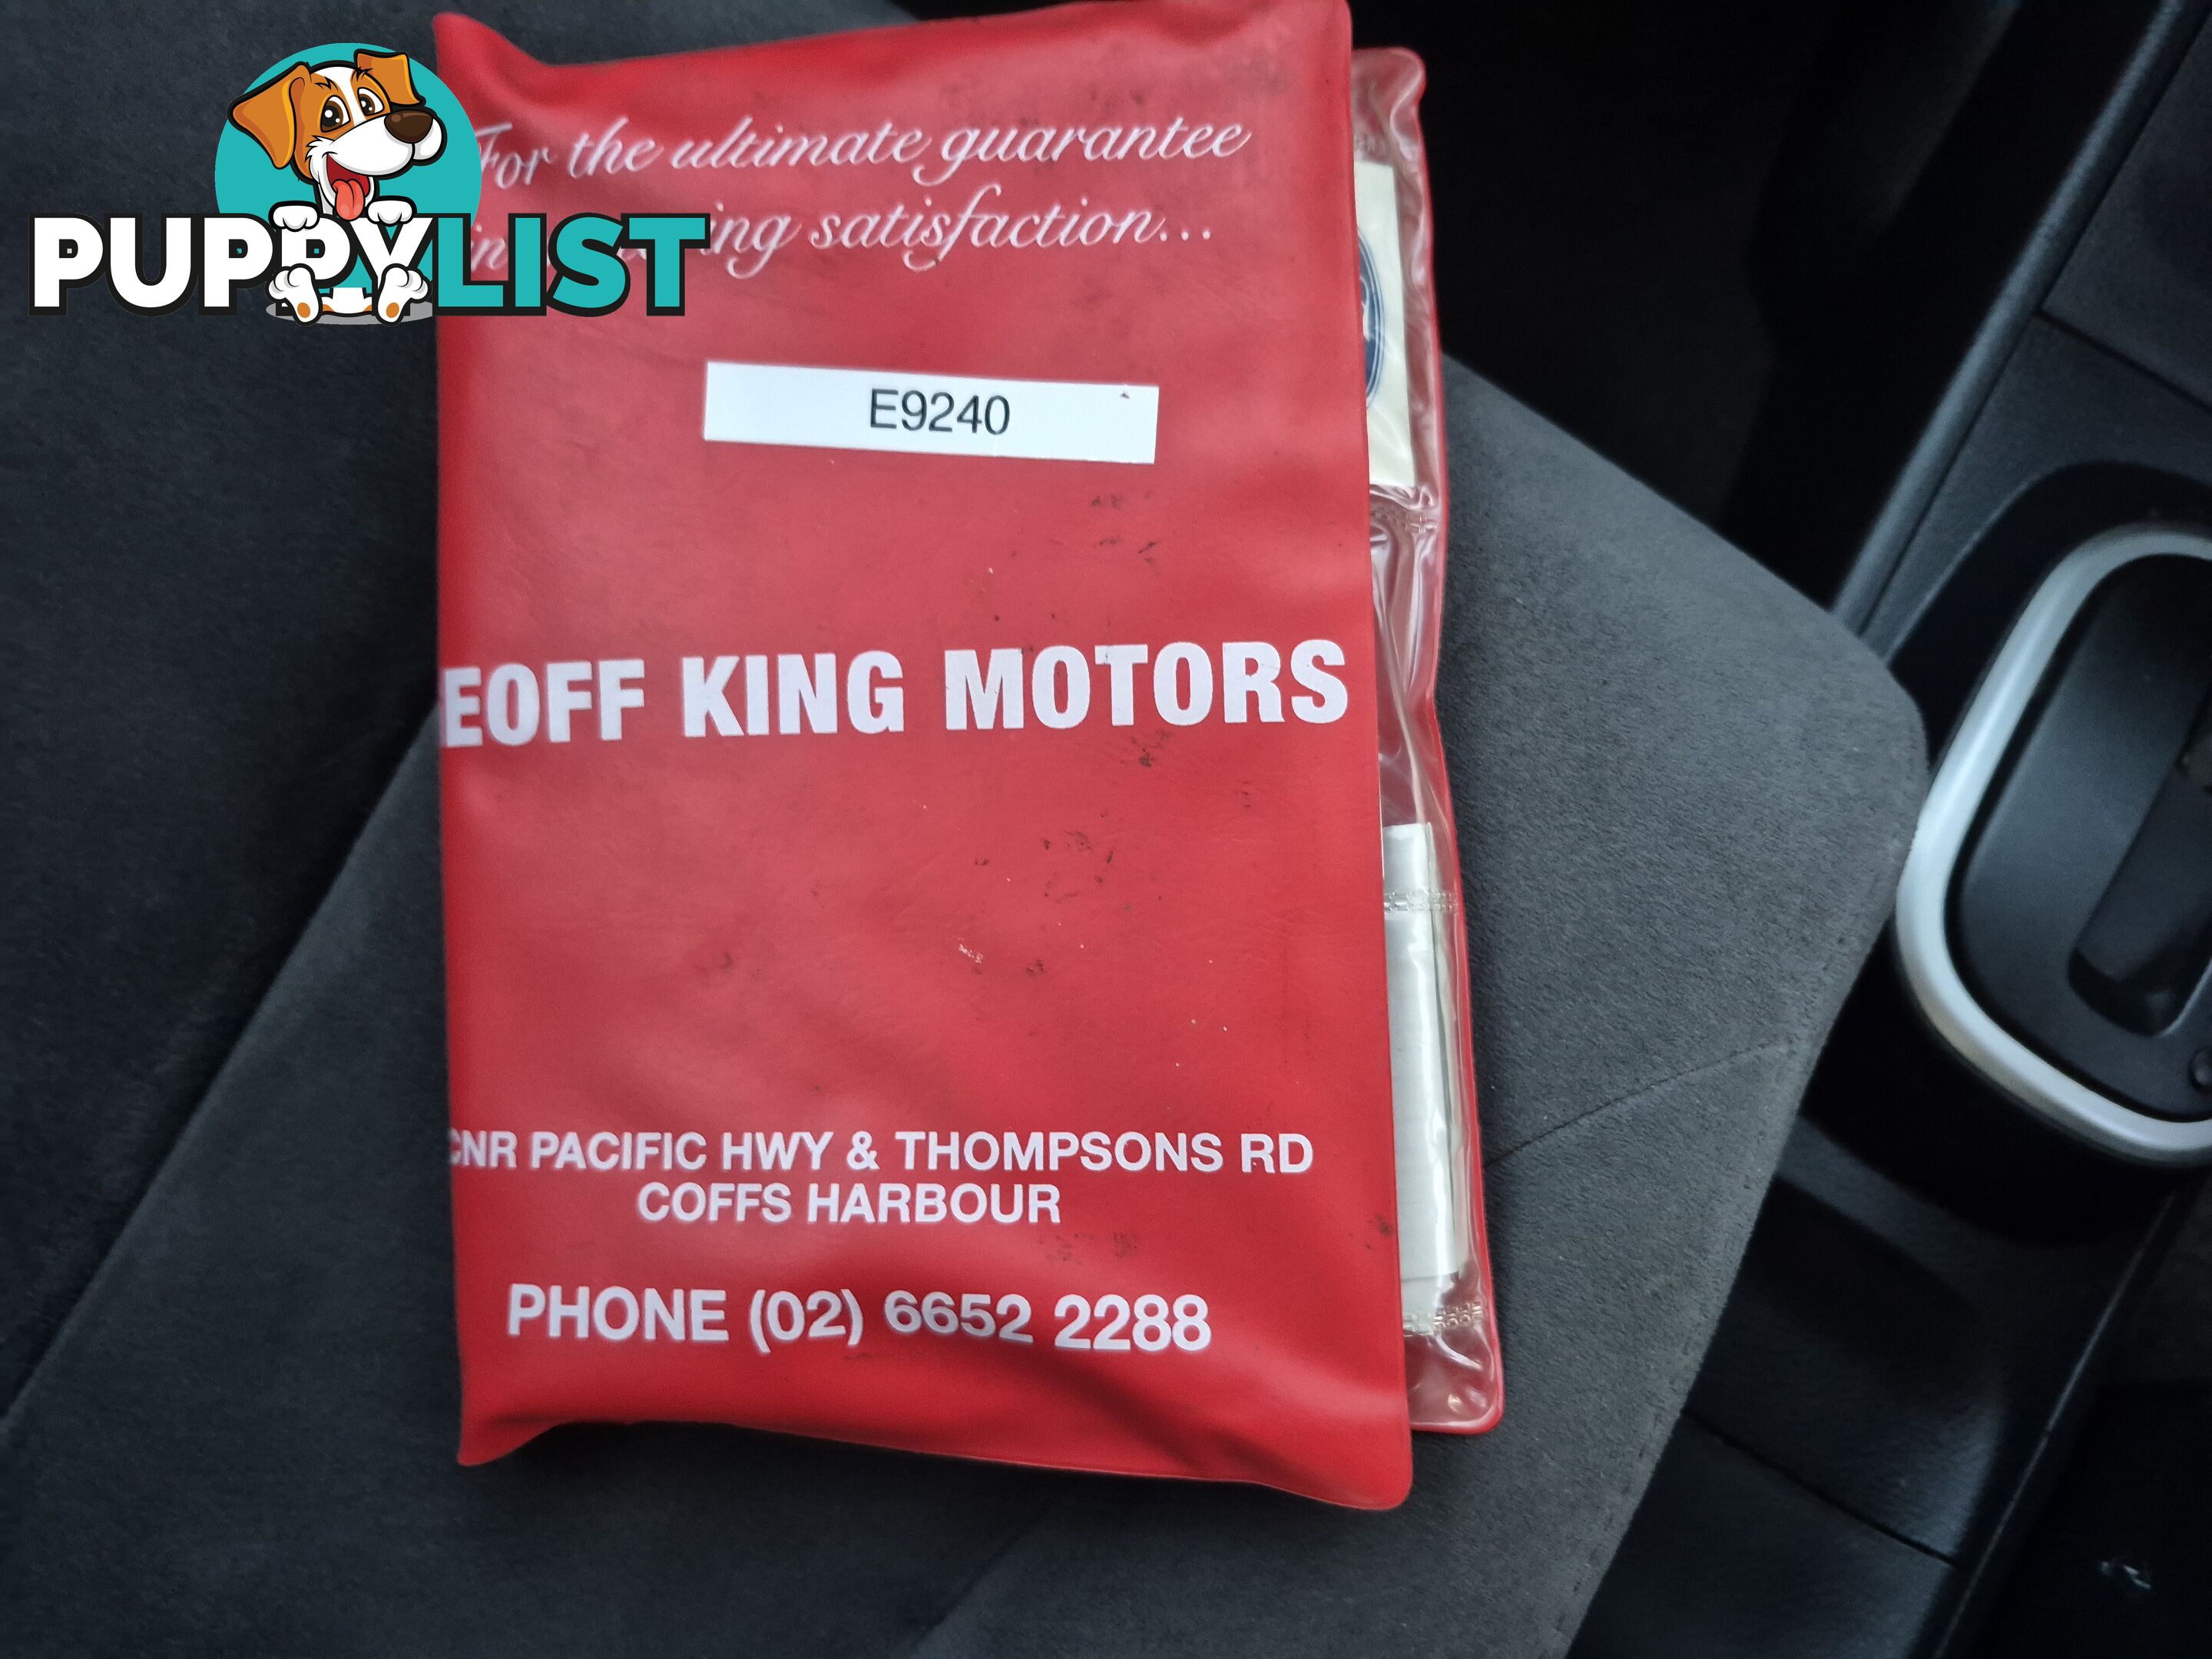 PUPPYLIST
For the ultimate guarantee
in ing satisfaction...
E9240
EOFF KING MOTORS
CNR PACIFIC HWY & THOMPSONS RD
COFFS HARBOUR
PHONE (02) 6652 2288